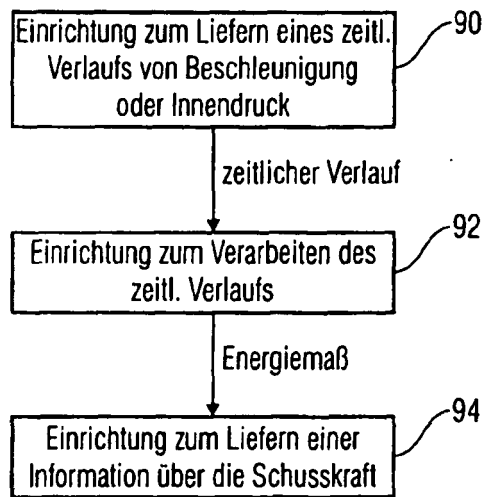 Einrichtung zum Liefern eines zeitl.
Verlaufs von Beschleunigung
oder Innendruck
90
zeitlicher Verlauf
92
Einrichtung zum Verarbeiten des
zeitl. Verlaufs
Energiemaß
94
Einrichtung zum Liefern einer
Information über die Schusskraft